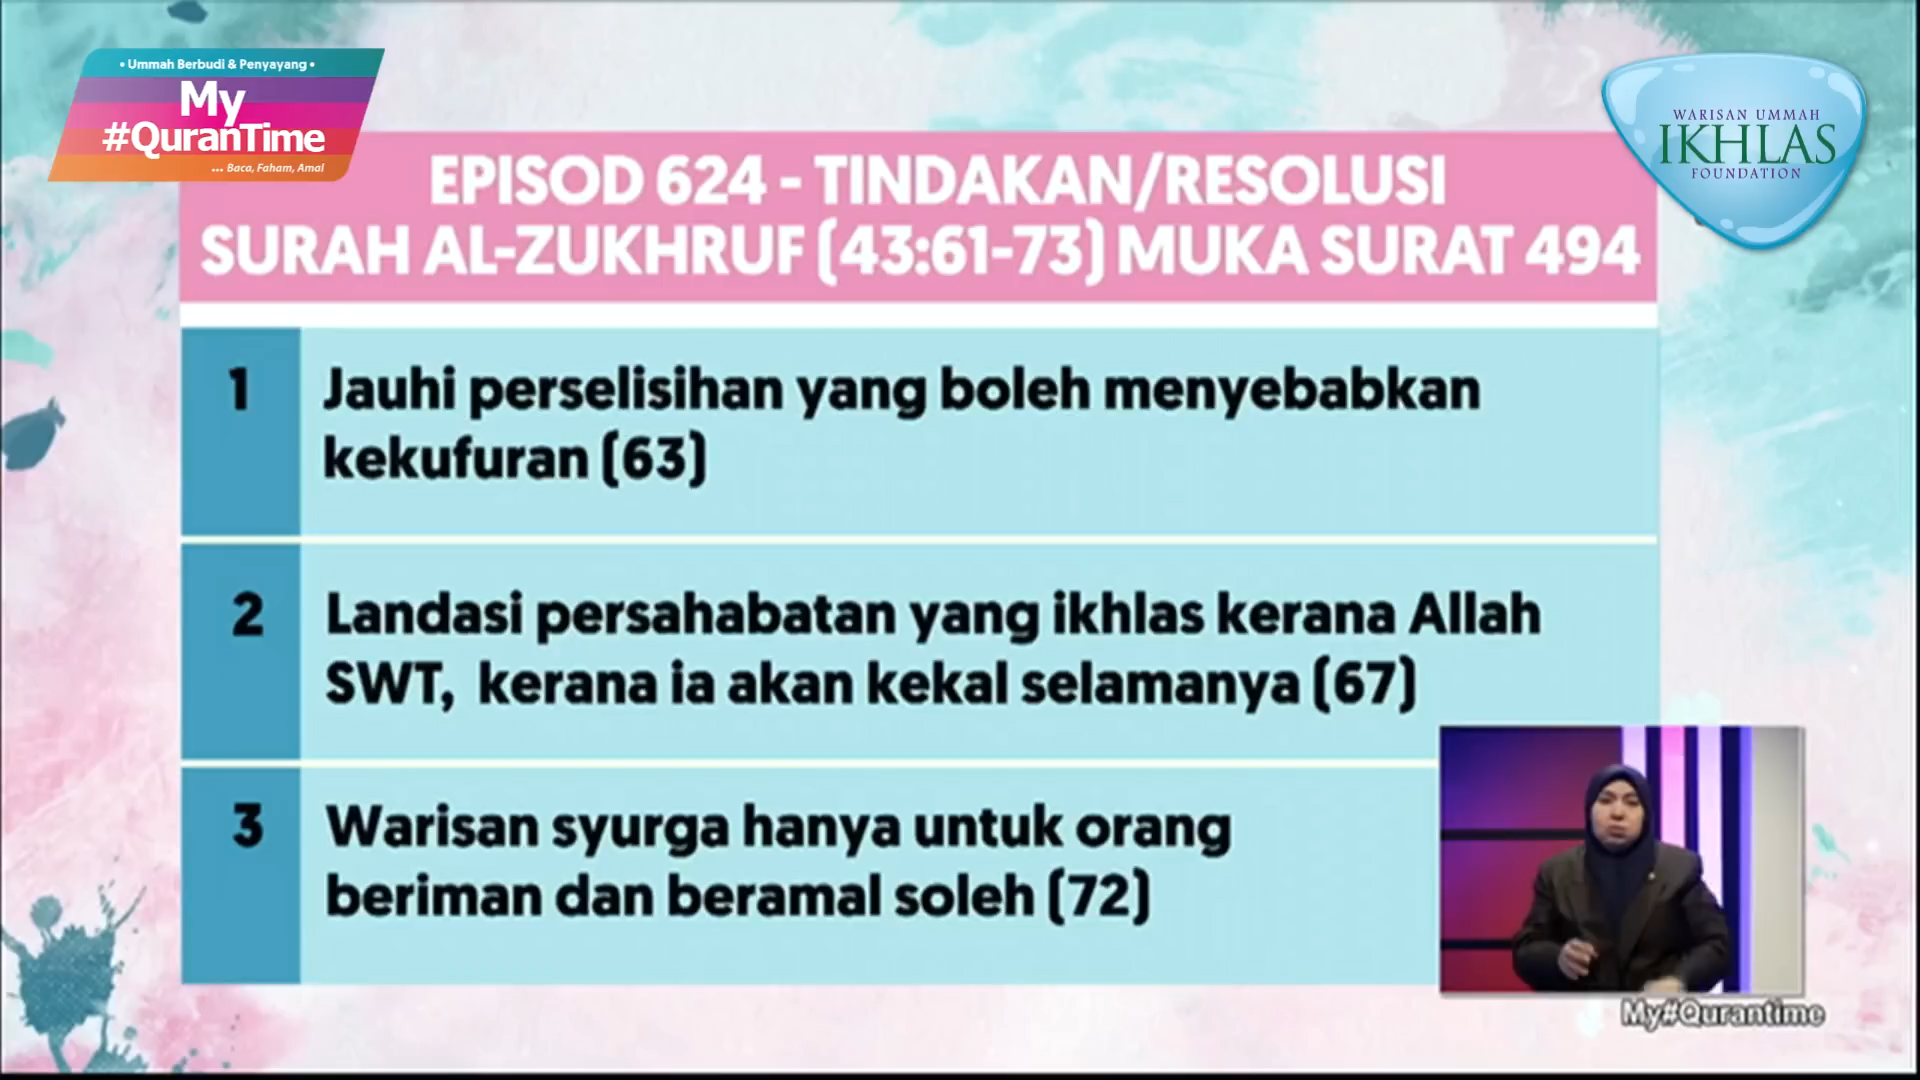 • Ummah Berbudi & Penyayang •
My
#QuranTime
... Baca, Faham, Amal
WARISAN UMMAH
IKHLAS
FOUNDATION
EPISOD 624 - TINDAKAN/RESOLUSI
SURAH AL-ZUKHRUF (43:61-73) MUKA SURAT 494
1
Jauhi perselisihan yang boleh menyebabkan
kekufuran (63)
2
Landasi persahabatan yang ikhlas kerana Allah
SWT, kerana ia akan kekal selamanya (67)
3
Warisan syurga hanya untuk orang
beriman dan beramal soleh (72)
My#Qurantime